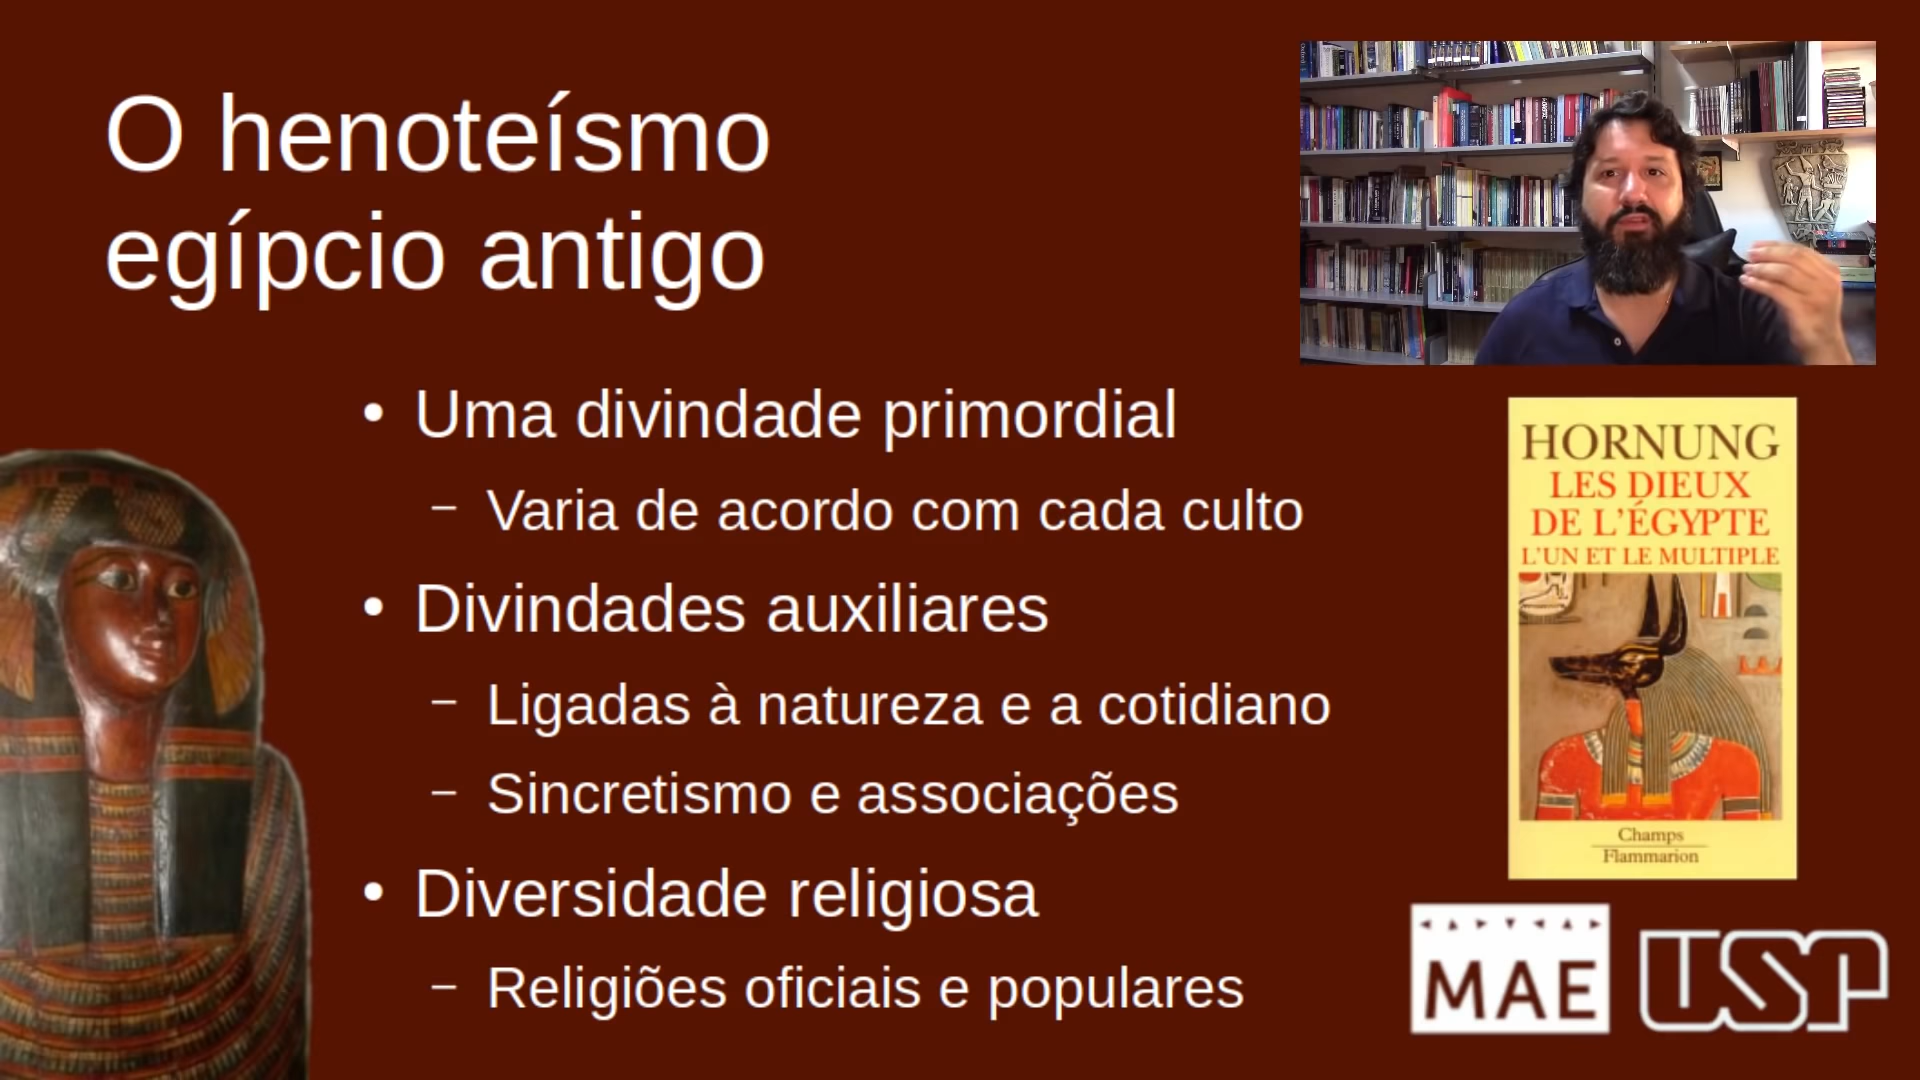 O henoteísmo
egípcio antigo
• Uma divindade primordial
– Varia de acordo com cada culto
• Divindades auxiliares
– Ligadas à natureza e a cotidiano
– Sincretismo e associações
• Diversidade religiosa
– Religiões oficiais e populares
HORNUNG
LES DIEUX
DE L'ÉGYPTE
L'UN ET LE MULTIPLE
Champs
Flammarion
MAE
USP